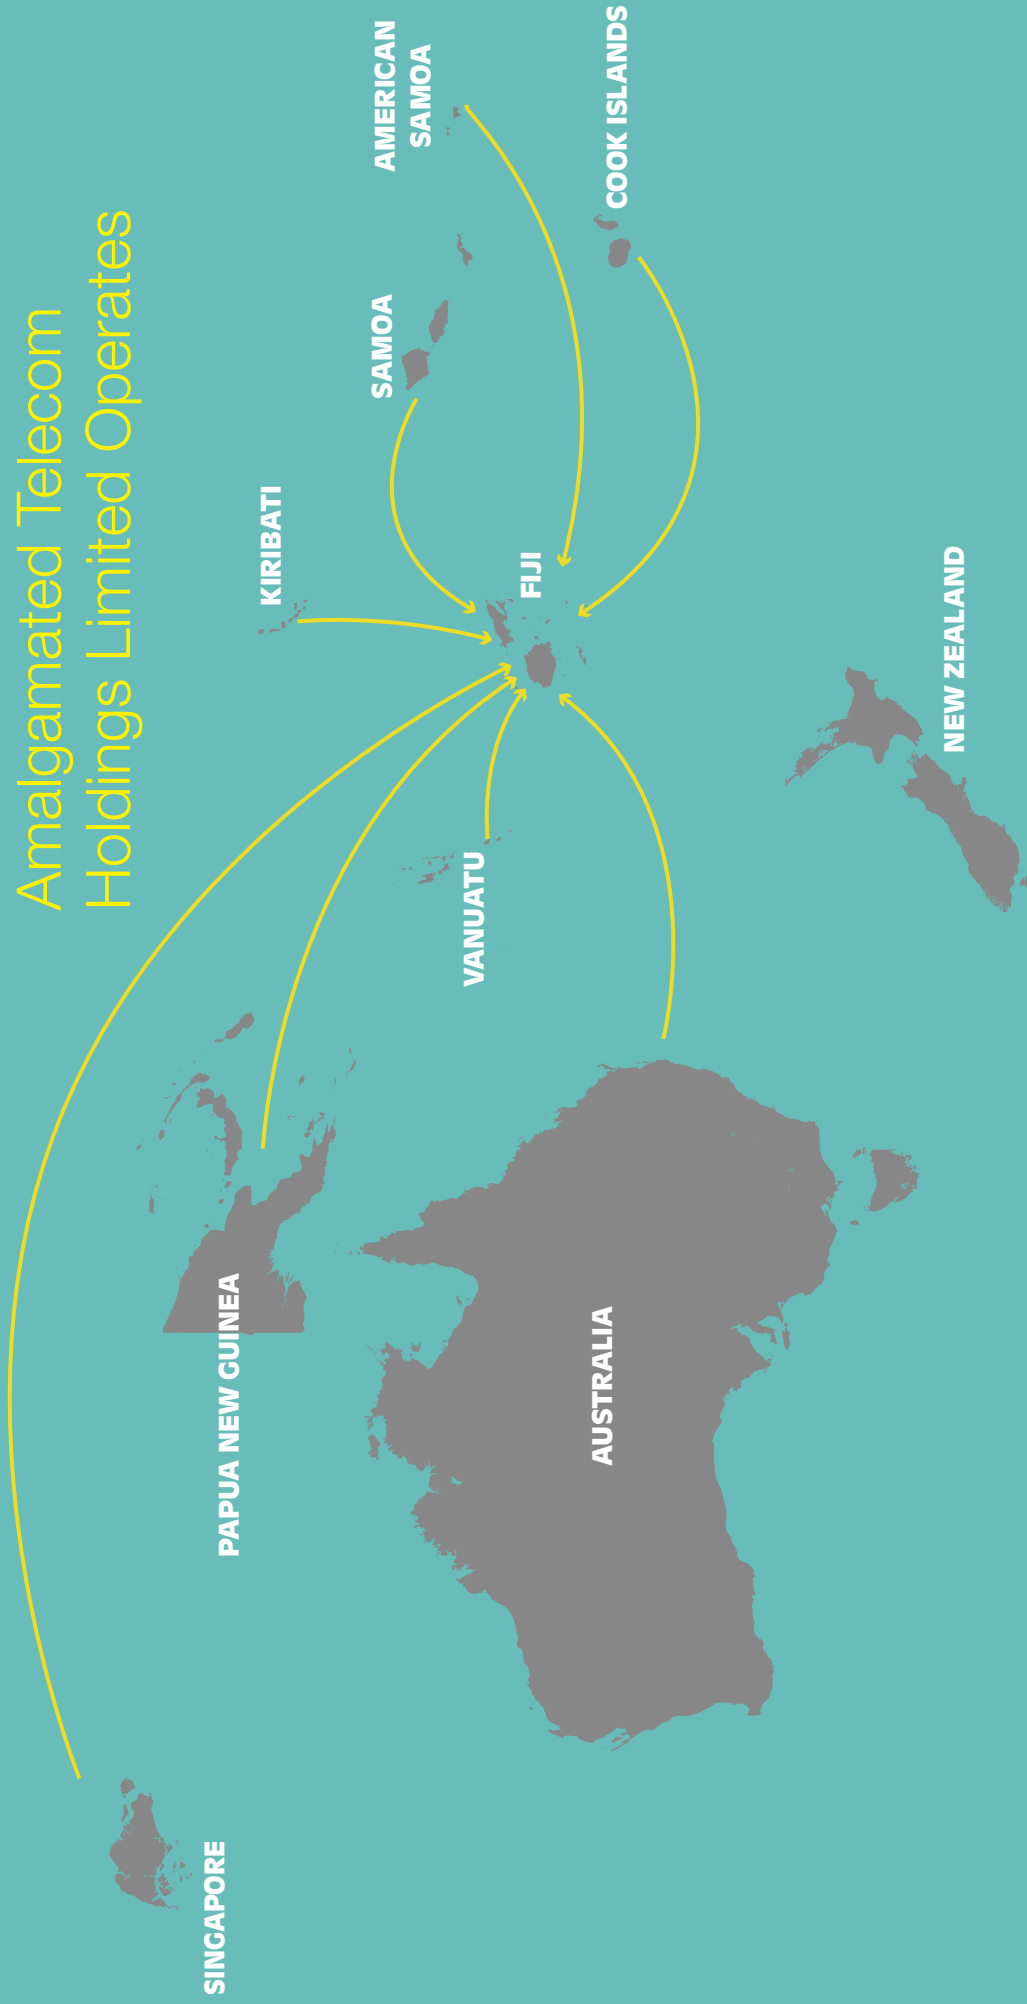 Amalgamated Telecom
Holdings Limited Operates
SINGAPORE
PAPUA NEW GUINEA
KIRIBATI
SAMOA
AMERICAN
SAMOA
VANUATU
FIJI
COOK ISLANDS
AUSTRALIA
NEW ZEALAND